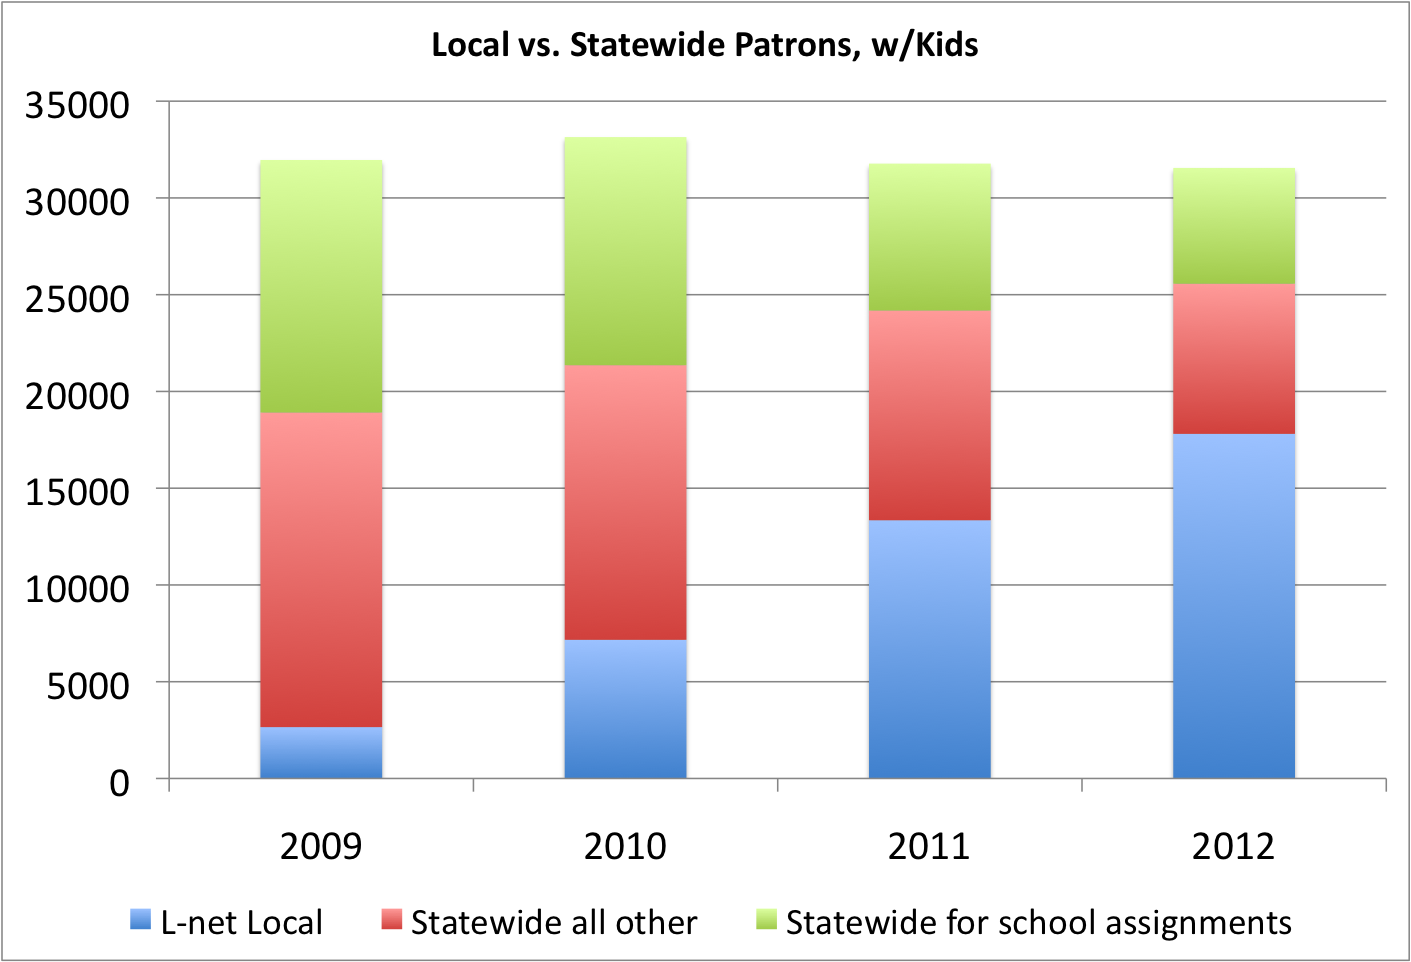 Local vs. Statewide Patrons, w/Kids
35000
30000
25000
20000
15000
10000
5000
0
2009 2010 2011 2012
L-net Local Statewide all other Statewide for school assignments